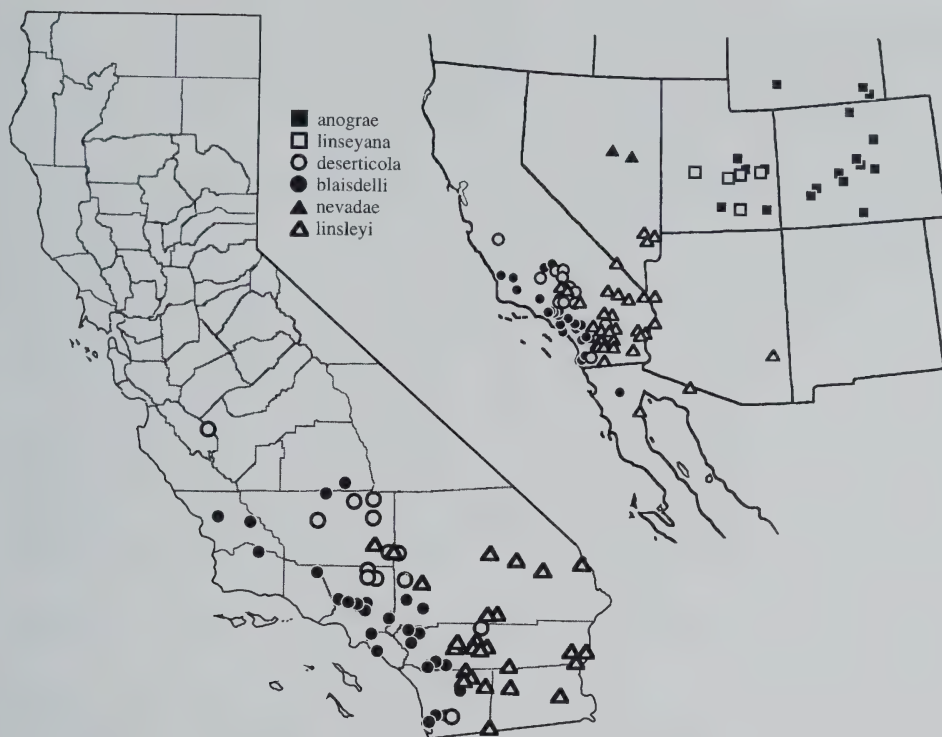 anograe
linseyana
deserticola
blaisdelli
nevadae
linsleyi